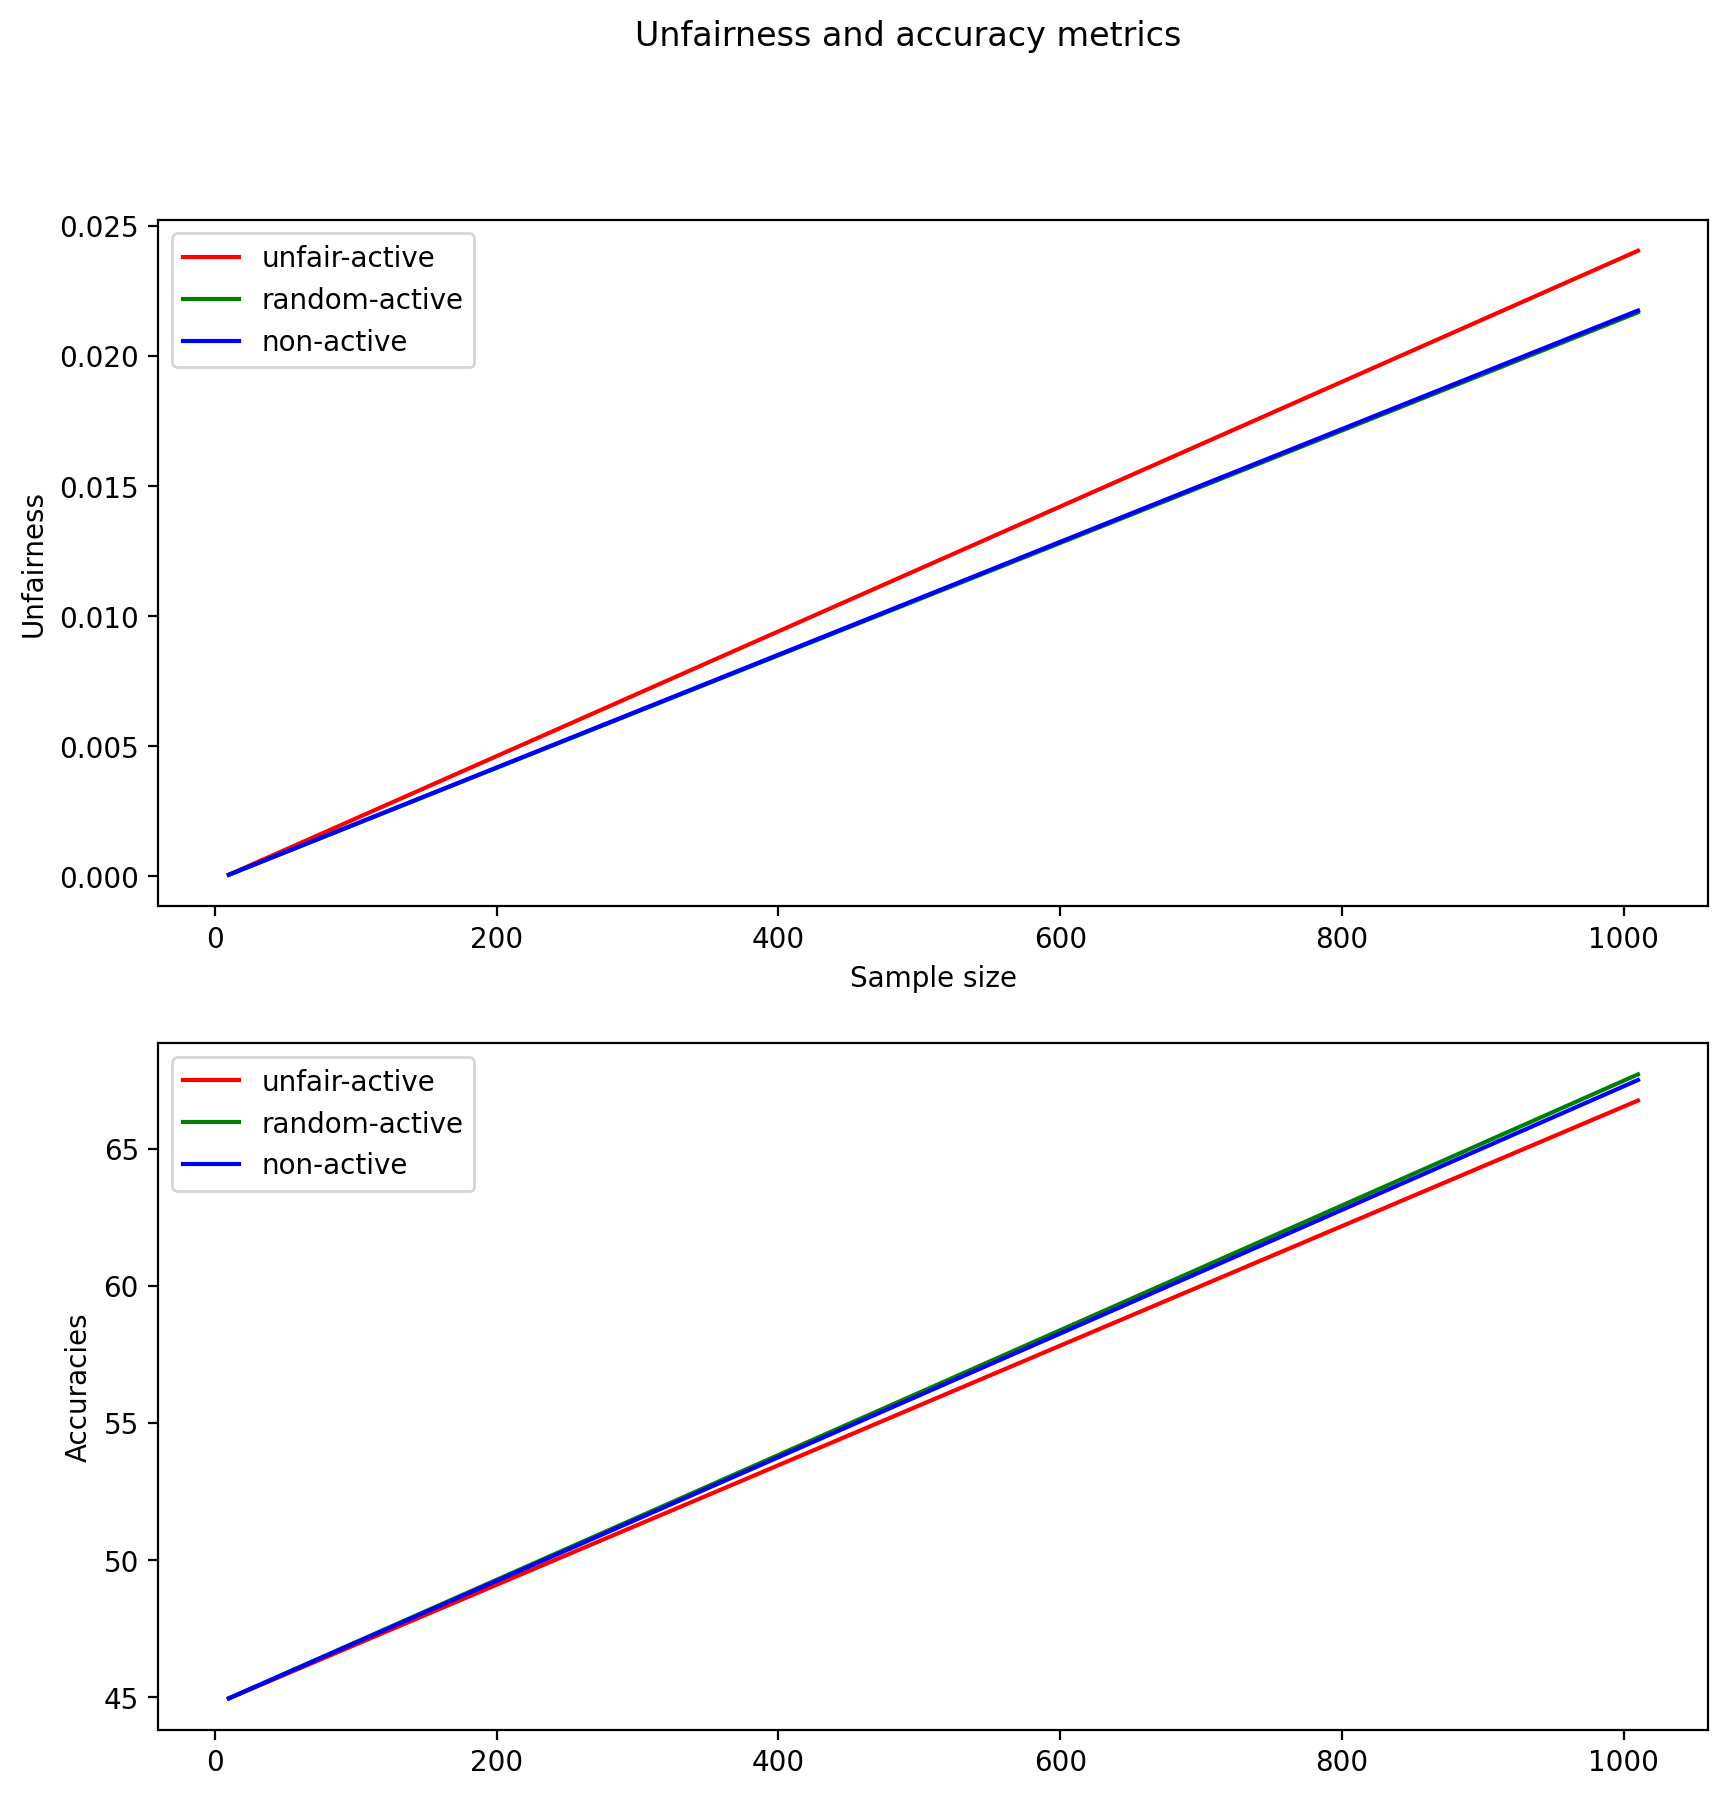 Unfairness and accuracy metrics
0.025
0.020
0.015
0.010
0.005
0.000
Unfairness
unfair-active
random-active
non-active
0 200 400 600 800 1000
Sample size
65
60
55
50
45
Accuracies
unfair-active
random-active
non-active
0 200 400 600 800 1000